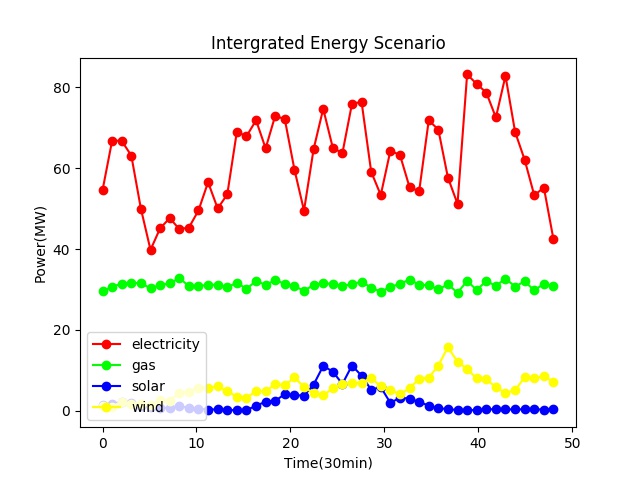 Intergrated Energy Scenario
Power(MW)
80
60
40
20
0
electricity
gas
solar
wind
0 10 20 30 40 50
Time(30min)